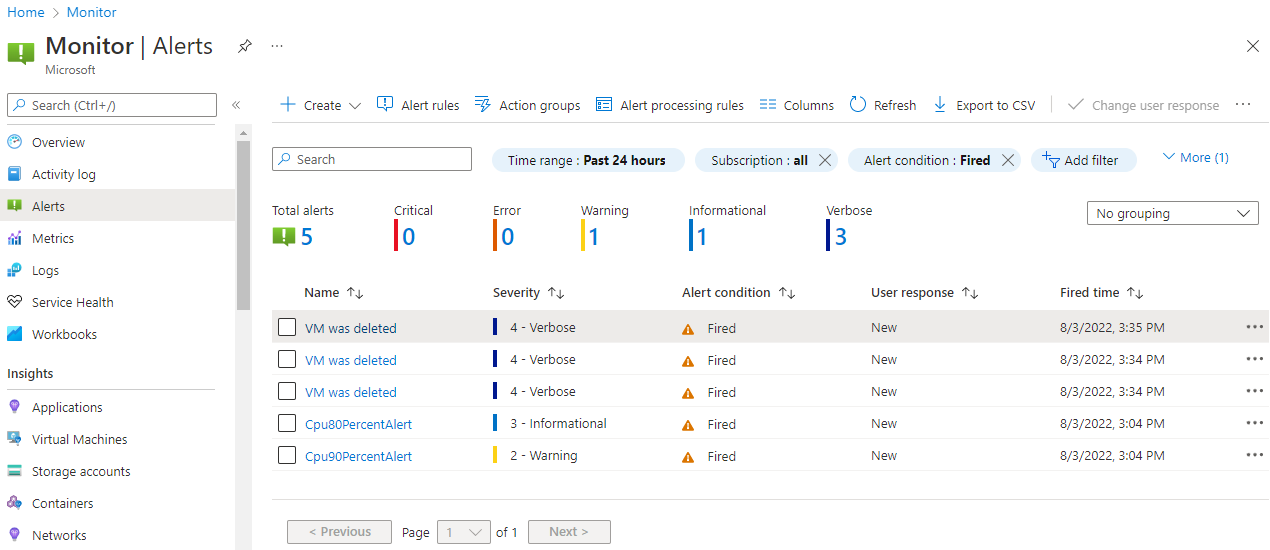 Home > Monitor
Monitor | Alerts ...
Microsoft
Search (Ctrl+/) «
Overview
Activity log
Alerts
Metrics
Logs
Service Health
Workbooks
Insights
Applications
Virtual Machines
Storage accounts
Containers
Networks
Create Alert rules Action groups Alert processing rules Columns Refresh Export to CSV Change user response ...
Search Time range : Past 24 hours Subscription : all Alert condition : Fired Add filter More (1)
Total alerts Critical Error Warning Informational Verbose
5 0 0 1 1 3
No grouping
Name Severity Alert condition User response Fired time
VM was deleted 4 - Verbose Fired New 8/3/2022, 3:35 PM ...
VM was deleted 4 - Verbose Fired New 8/3/2022, 3:34 PM ...
VM was deleted 4 - Verbose Fired New 8/3/2022, 3:34 PM ...
Cpu80PercentAlert 3 - Informational Fired New 8/3/2022, 3:04 PM ...
Cpu90PercentAlert 2 - Warning Fired New 8/3/2022, 3:04 PM ...
< Previous Page 1 of 1 Next >